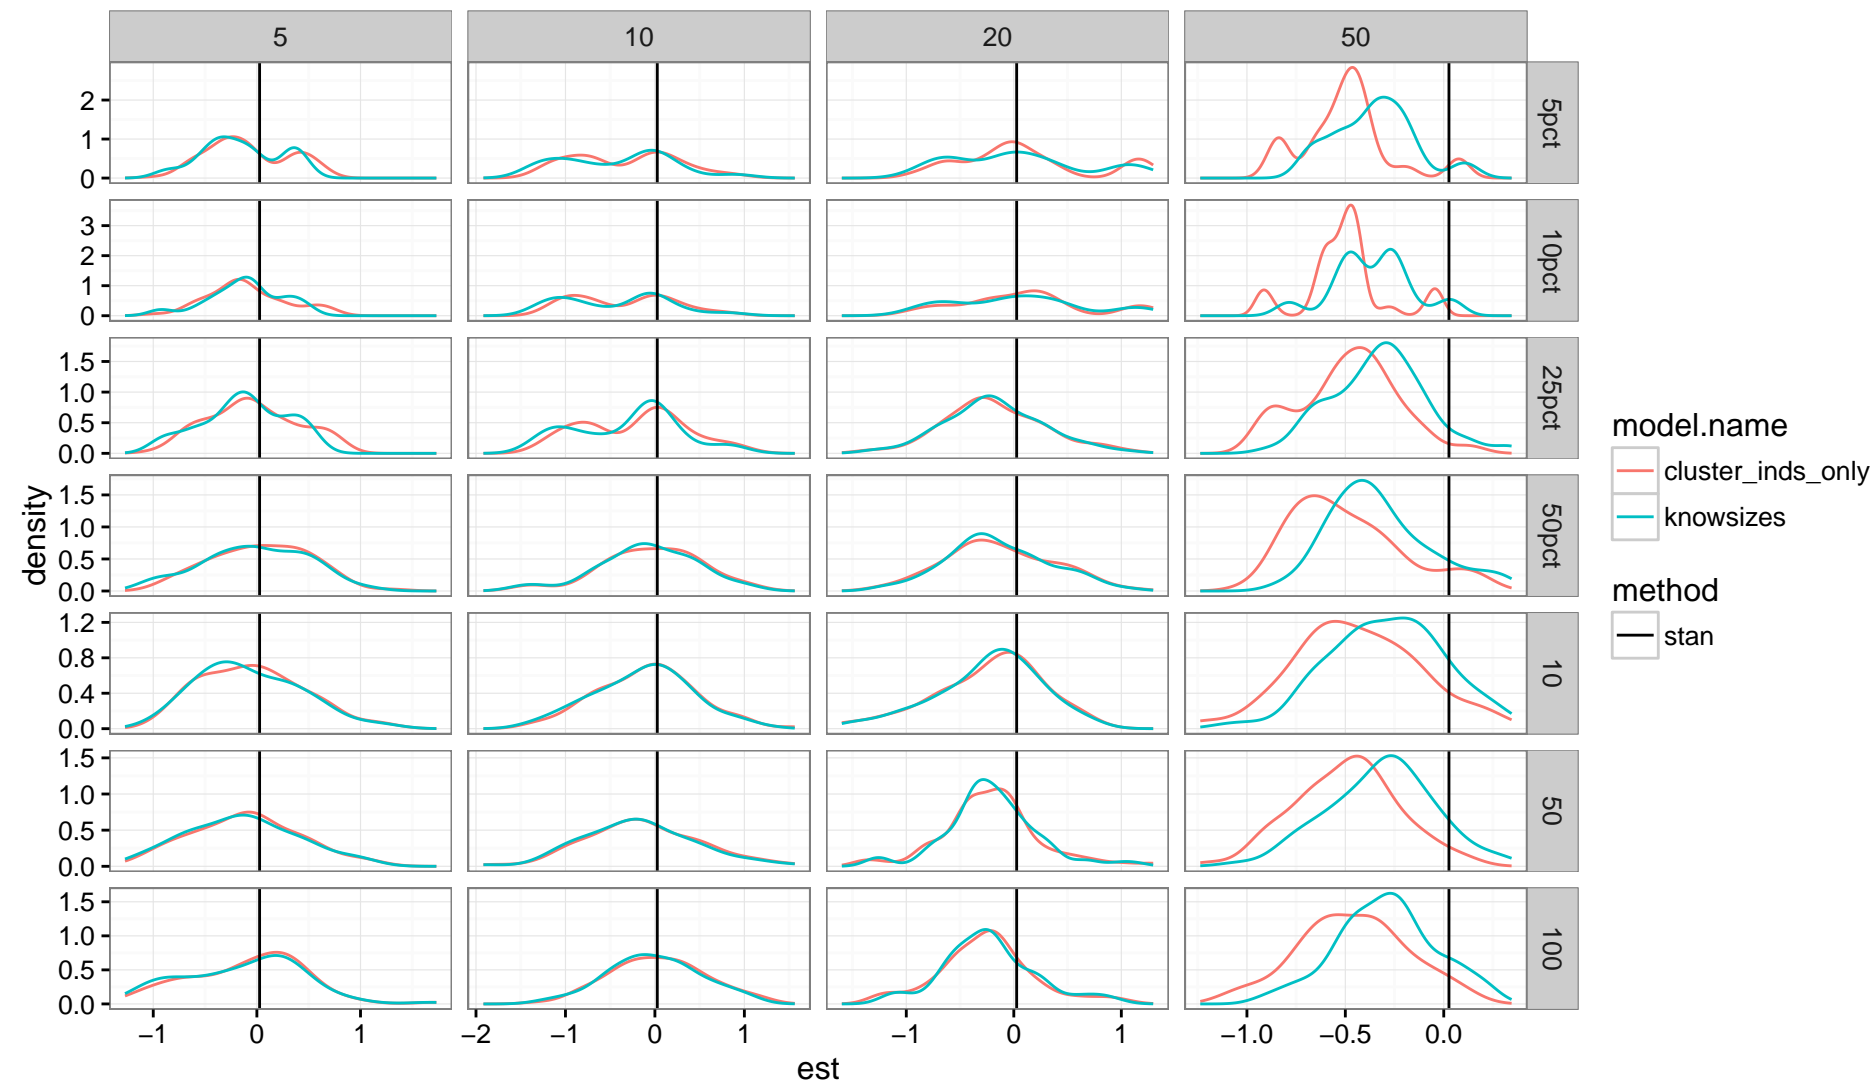 5 10 20 50
2
1
0
5pct
3
2
1
0
10pct
1.5
1.0
0.5
0.0
25pct
1.5
1.0
0.5
0.0
50pct
1.2
0.8
0.4
0.0
10
1.5
1.0
0.5
0.0
50
1.5
1.0
0.5
0.0
100
−1 0 1 −2 −1 0 1 −1 0 1 −1.0 −0.5 0.0
est
density
model.name
cluster_inds_only
knowsizes
method
stan